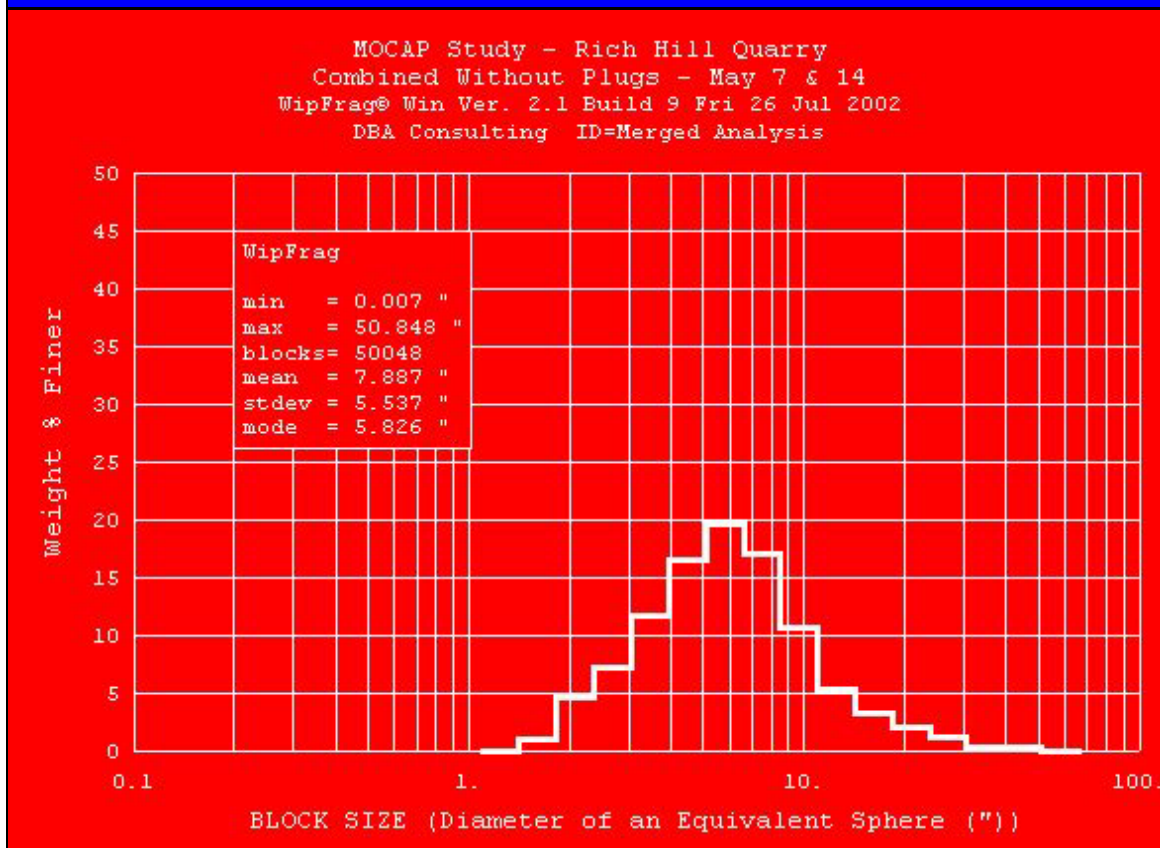 MOCAP Study - Rich Hill Quarry
Combined Without Plugs - May 7 & 14
WipFrag© Win Ver. 2.1 Build 9 Fri 26 Jul 2002
DBA Consulting ID=Merged Analysis
50
45
40
35
30
25
20
15
10
5
0
Weight % Finer
WipFrag
min = 0.007 "
max = 50.848 "
blocks= 50048
mean = 7.887 "
stdev = 5.537 "
mode = 5.826 "
0.1 1. 10. 100.
BLOCK SIZE (Diameter of an Equivalent Sphere ("))